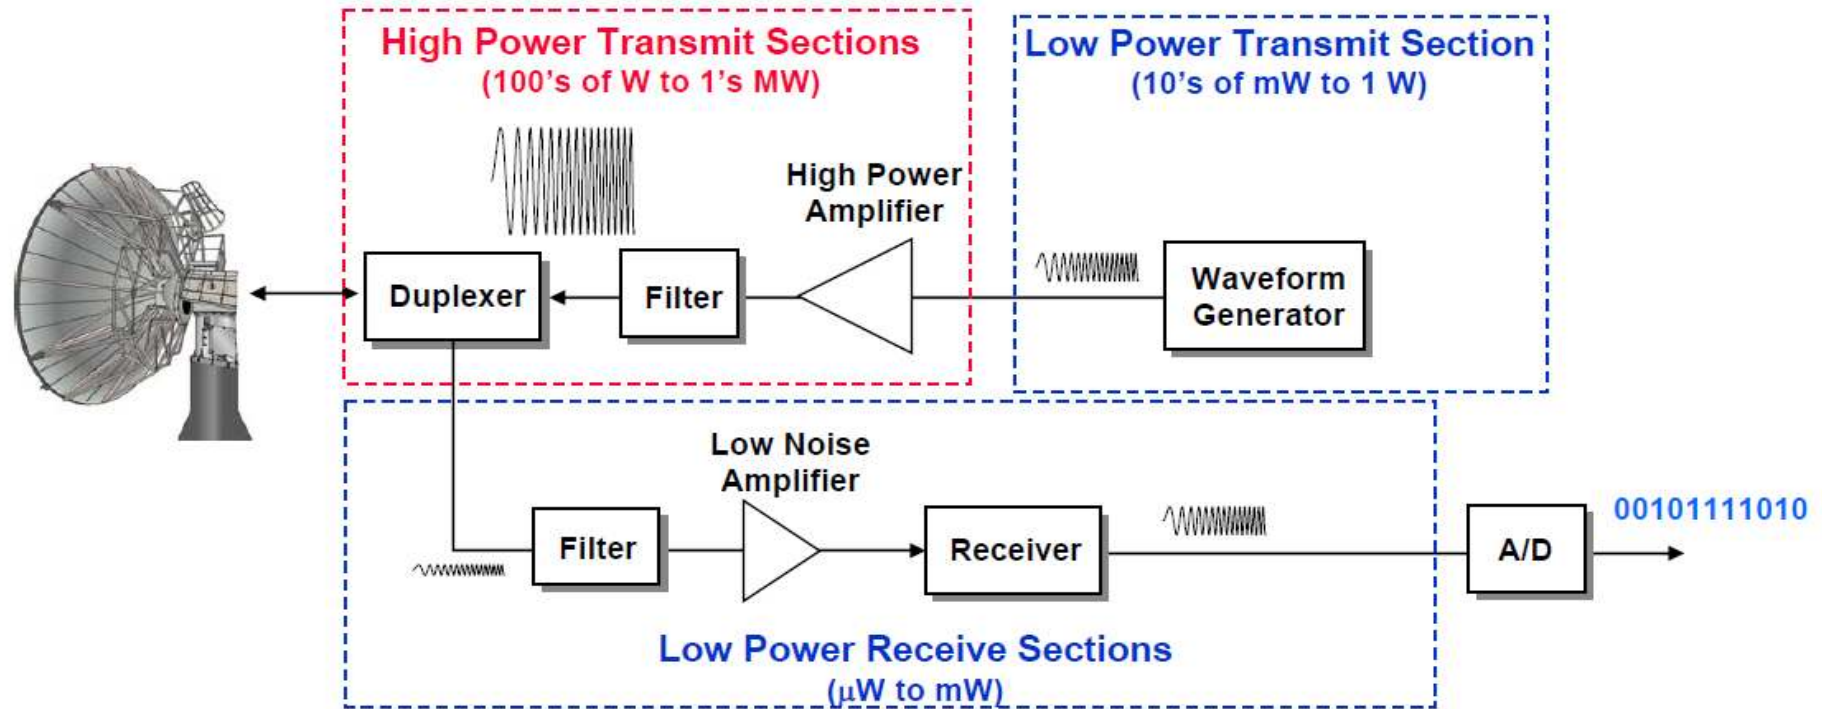 High Power Transmit Sections
(100's of W to 1's MW)
Low Power Transmit Section
(10's of mW to 1 W)
High Power
Amplifier
Duplexer
Filter
Waveform
Generator
Low Noise
Amplifier
Filter
Receiver
A/D
00101111010
Low Power Receive Sections
(μW to mW)